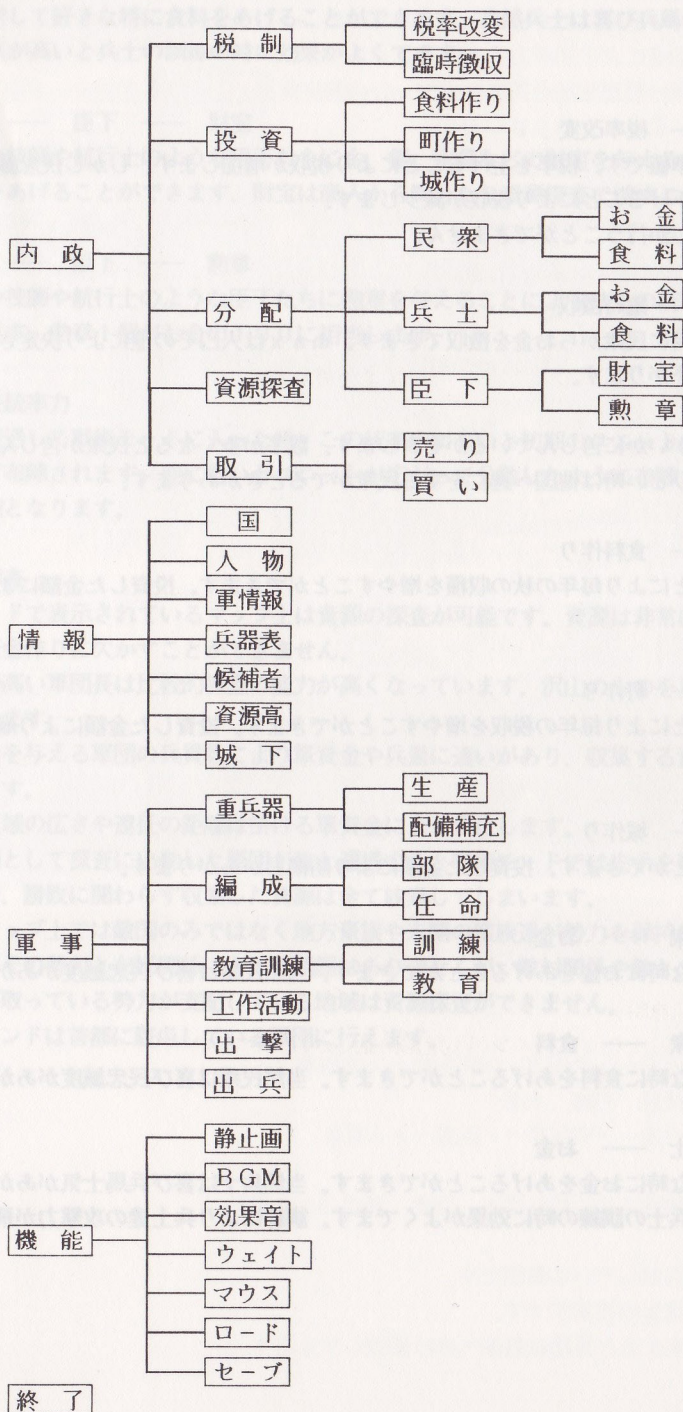 内政
税制
税率改変
臨時徴収
投資
食料作り
町作り
城作り
分配
民衆
お金
食料
兵士
お金
食料
臣下
財宝
勲章
資源探査
取引
売り
買い
情報
国
人物
軍情報
兵器表
候補者
資源高
城下
軍事
重兵器
生産
配備補充
編成
部隊
任命
教育訓練
訓練
教育
工作活動
出撃
出兵
機能
静止画
BGM
効果音
ウェイト
マウス
ロード
セーブ
終了